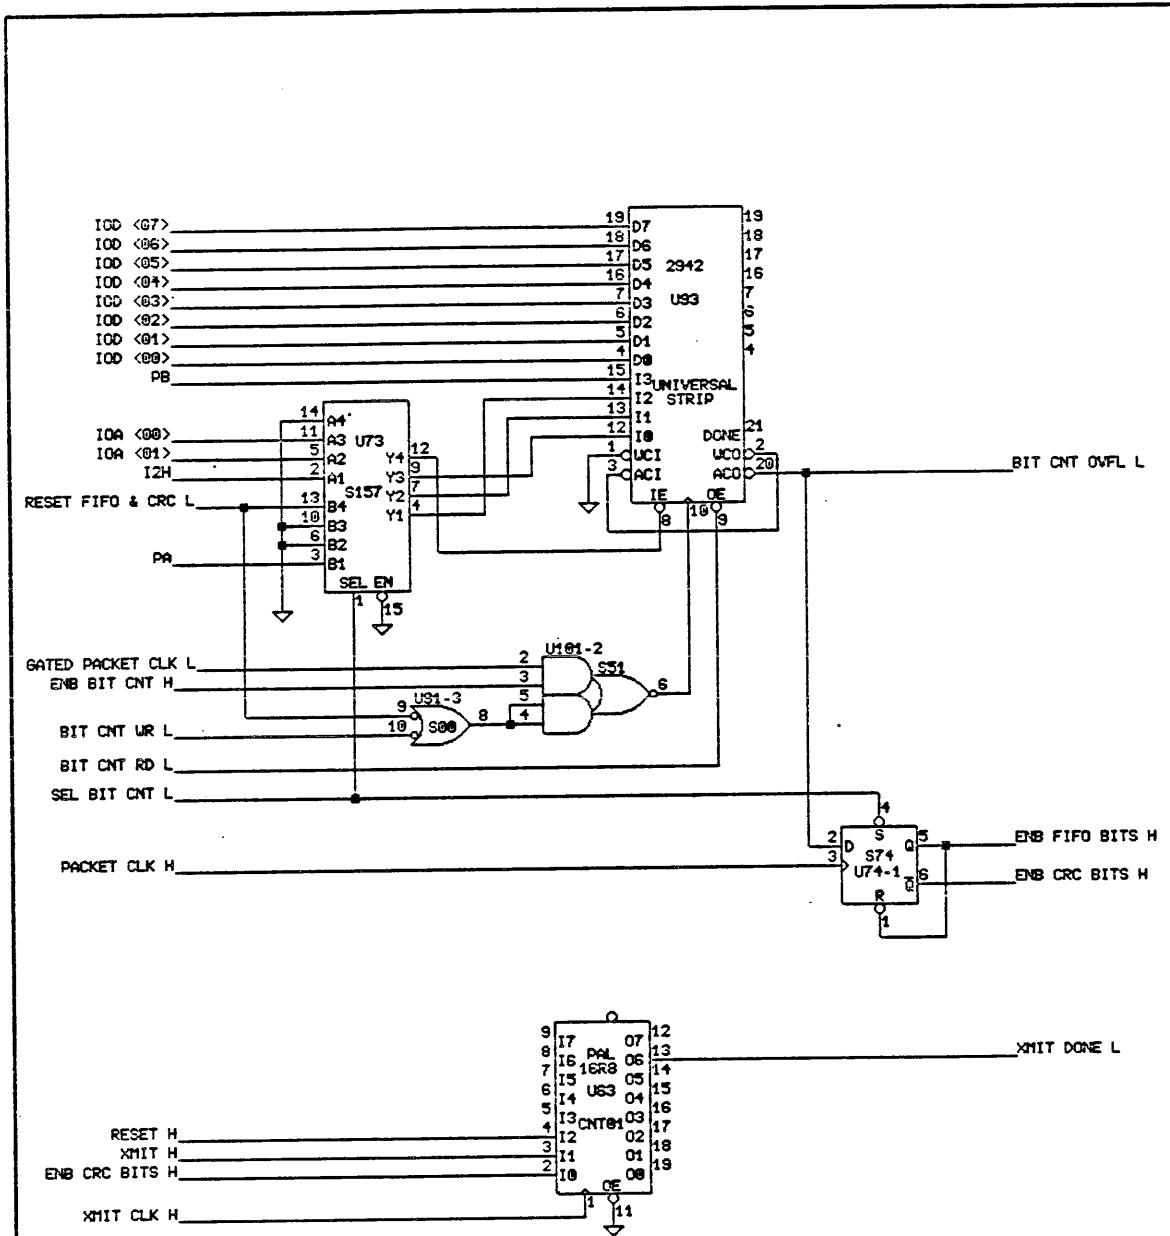 IOD <07> 19 D7 19
IOD <06> 18 D6 18
IOD <05> 17 D5 2942 17
IOD <04> 16 D4 16
IOD <03> 7 D3 U93 7
IOD <02> 6 D2 6
IOD <01> 5 D1 5
IOD <00> 4 D0 4
PB 15 I3 UNIVERSAL
14 I2 STRIP
13 I1
12 I0 DONE 21
1 WCI WCO 2
3 ACI ACO 20 BIT CNT OVFL L
IE OE
8 10 9
14 A4
IOA <00> 11 A3 U73 Y4 12
IOA <01> 5 A2 Y3 9
I2H 2 A1 S157 Y2 7
RESET FIFO & CRC L 13 B4 Y1 4
10 B3
6 B2
PA 3 B1
SEL EN
1 15
U101-2
GATED PACKET CLK L 2 S51
ENB BIT CNT H 3 6
U91-3 5
9 8 4
BIT CNT WR L 10 S00
BIT CNT RD L
SEL BIT CNT L
4
S
2 D S74 Q 5 ENB FIFO BITS H
PACKET CLK H 3 U74-1 Q 6 ENB CRC BITS H
R
1
9 I7 O7 12
8 I6 PAL O6 13 XMIT DONE L
7 I5 16R8 O5 14
6 I4 U63 O4 15
5 I3 CNT01 O3 16
RESET H 4 I2 O2 17
XMIT H 3 I1 O1 18
ENB CRC BITS H 2 I0 O0 19
OE
XMIT CLK H 1 11